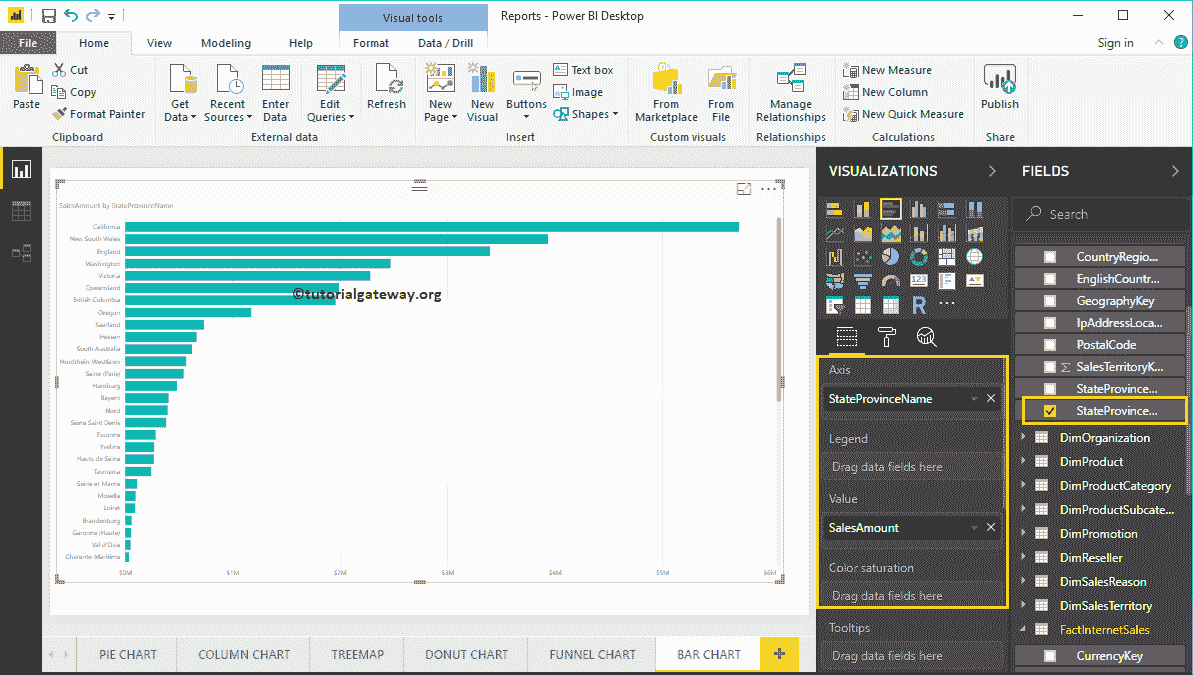 Visual tools
Reports - Power BI Desktop
File
Home
View
Modeling
Help
Format
Data / Drill
Sign in
?
Paste
Cut
Copy
Format Painter
Clipboard
Get Data
Recent Sources
Enter Data
Edit Queries
External data
Refresh
New Page
New Visual
Buttons
Text box
Image
Shapes
Insert
From Marketplace
From File
Custom visuals
Manage Relationships
Relationships
New Measure
New Column
New Quick Measure
Calculations
Publish
Share
SalesAmount by StateProvinceName
California
New South Wales
England
Washington
Victoria
Queensland
British Columbia
Oregon
Saarland
Hessen
South Australia
Nordrhein-Westfalen
Seine (Paris)
Hamburg
Bayern
Nord
Seine Saint Denis
Essonne
Yveline
Hauts de Seine
Tasmania
Seine et Marne
Moselle
Loiret
Brandenburg
Garonne (Haute)
Val d'Oise
Charente-Maritime
$0M
$1M
$2M
$3M
$4M
$5M
$6M
©tutorialgateway.org
VISUALIZATIONS
123
R
Axis
StateProvinceName
Legend
Drag data fields here
Value
SalesAmount
Color saturation
Drag data fields here
Tooltips
Drag data fields here
FIELDS
Search
CountryRegio...
EnglishCountr...
GeographyKey
IpAddressLoca...
PostalCode
Σ SalesTerritoryK...
StateProvince...
StateProvince...
DimOrganization
DimProduct
DimProductCategory
DimProductSubcate...
DimPromotion
DimReseller
DimSalesReason
DimSalesTerritory
FactInternetSales
CurrencyKey
PIE CHART
COLUMN CHART
TREEMAP
DONUT CHART
FUNNEL CHART
BAR CHART
+